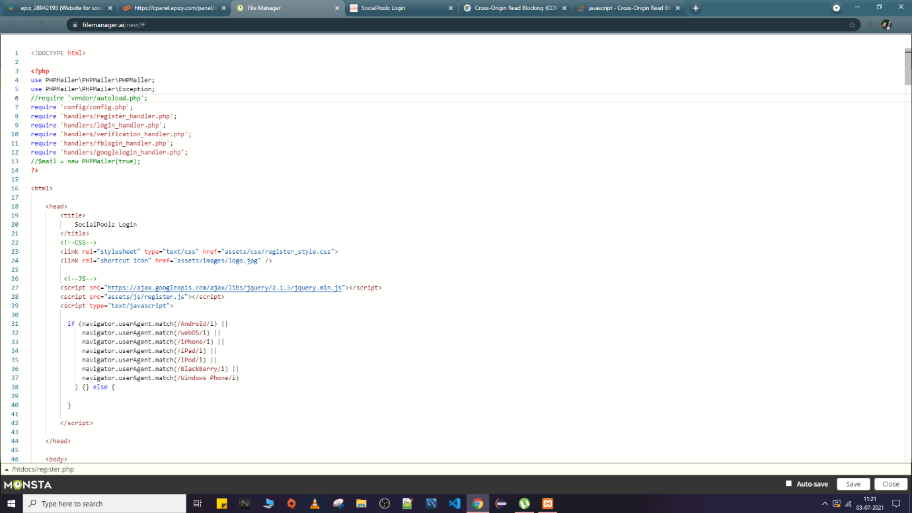 epiz_28942193 (Website for soc
https://cpanel.epizy.com/panel/i
File Manager
SocialPoolz Login
Cross-Origin Read Blocking (COR
javascript - Cross-Origin Read Bl
filemanager.ai/new/#
1 <!DOCTYPE html>
2
3 <?php
4 use PHPMailer\PHPMailer\PHPMailer;
5 use PHPMailer\PHPMailer\Exception;
6 //require 'vendor/autoload.php';
7 require 'config/config.php';
8 require 'handlers/register_handler.php';
9 require 'handlers/login_handler.php';
10 require 'handlers/verification_handler.php';
11 require 'handlers/fblogin_handler.php';
12 require 'handlers/googlelogin_handler.php';
13 //$mail = new PHPMailer(true);
14 ?>
15
16 <html>
17
18 <head>
19 <title>
20 SocialPoolz Login
21 </title>
22 <!--CSS-->
23 <link rel="stylesheet" type="text/css" href="assets/css/register_style.css">
24 <link rel="shortcut icon" href="assets/images/logo.jpg" />
25
26 <!--JS-->
27 <script src="https://ajax.googleapis.com/ajax/libs/jquery/2.1.3/jquery.min.js"></script>
28 <script src="assets/js/register.js"></script>
29 <script type="text/javascript">
30
31 if (navigator.userAgent.match(/Android/i) ||
32 navigator.userAgent.match(/webOS/i) ||
33 navigator.userAgent.match(/iPhone/i) ||
34 navigator.userAgent.match(/iPad/i) ||
35 navigator.userAgent.match(/iPod/i) ||
36 navigator.userAgent.match(/BlackBerry/i) ||
37 navigator.userAgent.match(/Windows Phone/i)
38 ) {} else {
39
40 }
41
42 </script>
43
44 </head>
45
46 <body>
/htdocs/register.php
MONSTA
Auto-save
Save
Close
Type here to search
11:21
03-07-2021